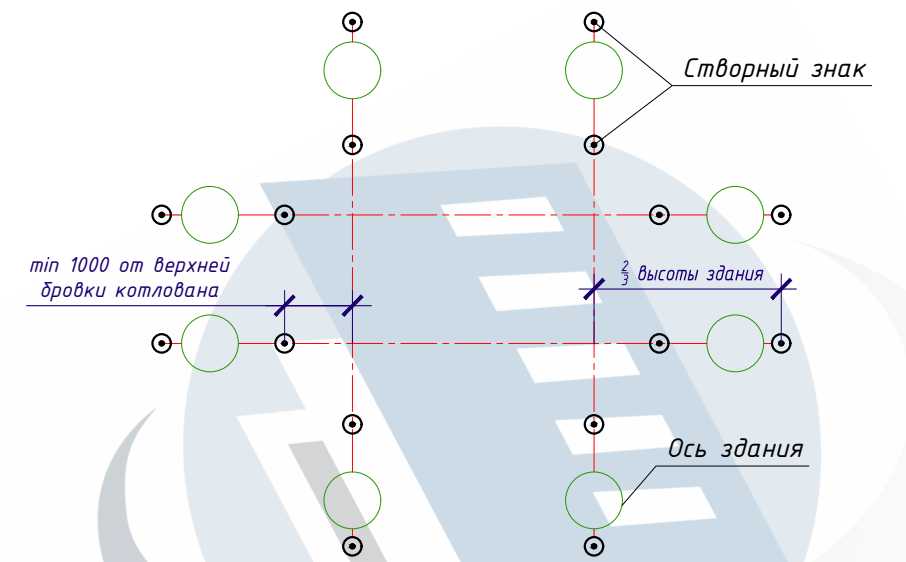 Створный знак
min 1000 от верхней
бровки котлована
2/3 высоты здания
Ось здания